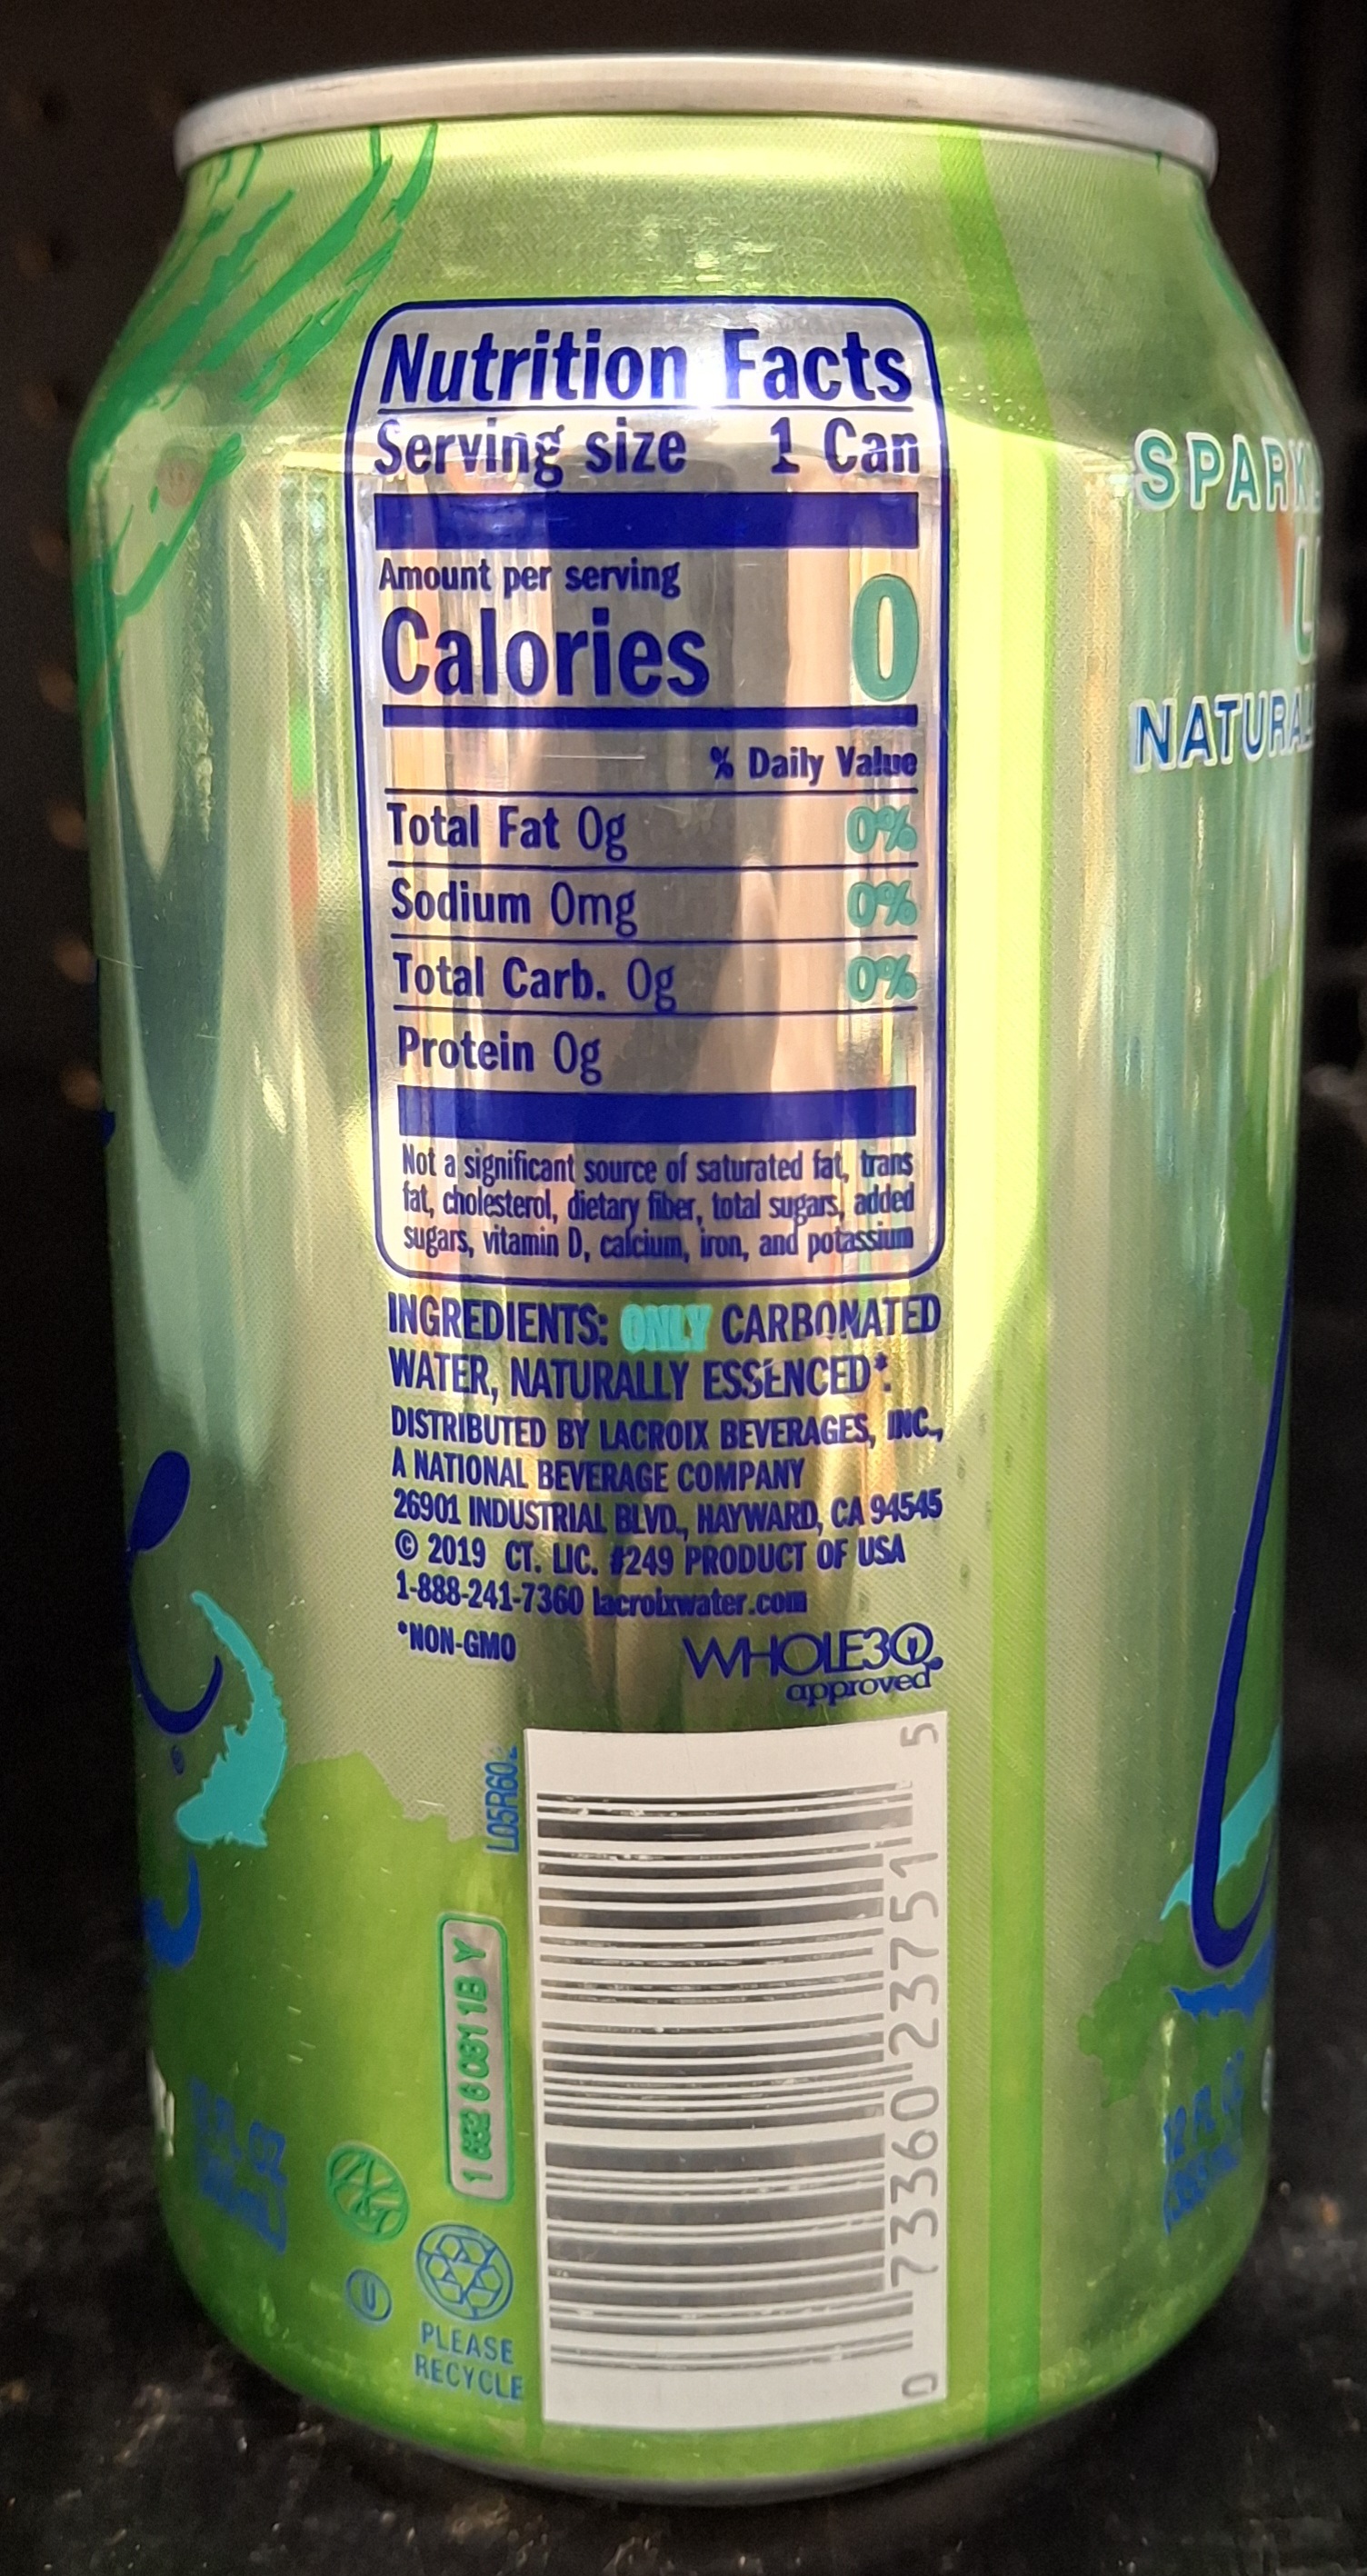 Nutrition Facts
Serving size 1 Can
Amount per serving
Calories 0
% Daily Value
Total Fat 0g 0%
Sodium 0mg 0%
Total Carb. 0g 0%
Protein 0g
Not a significant source of saturated fat, trans
fat, cholesterol, dietary fiber, total sugars, added
sugars, vitamin D, calcium, iron, and potassium
INGREDIENTS: ONLY CARBONATED
WATER, NATURALLY ESSENCED*.
DISTRIBUTED BY LACROIX BEVERAGES, INC.,
A NATIONAL BEVERAGE COMPANY
26901 INDUSTRIAL BLVD., HAYWARD, CA 94545
© 2019 CT. LIC. #249 PRODUCT OF USA
1-888-241-7360 lacroixwater.com
*NON-GMO
WHOLE30
approved
L05R60
0 73360 23751 5
U
PLEASE
RECYCLE
SPARK
NATURAL
12 FL